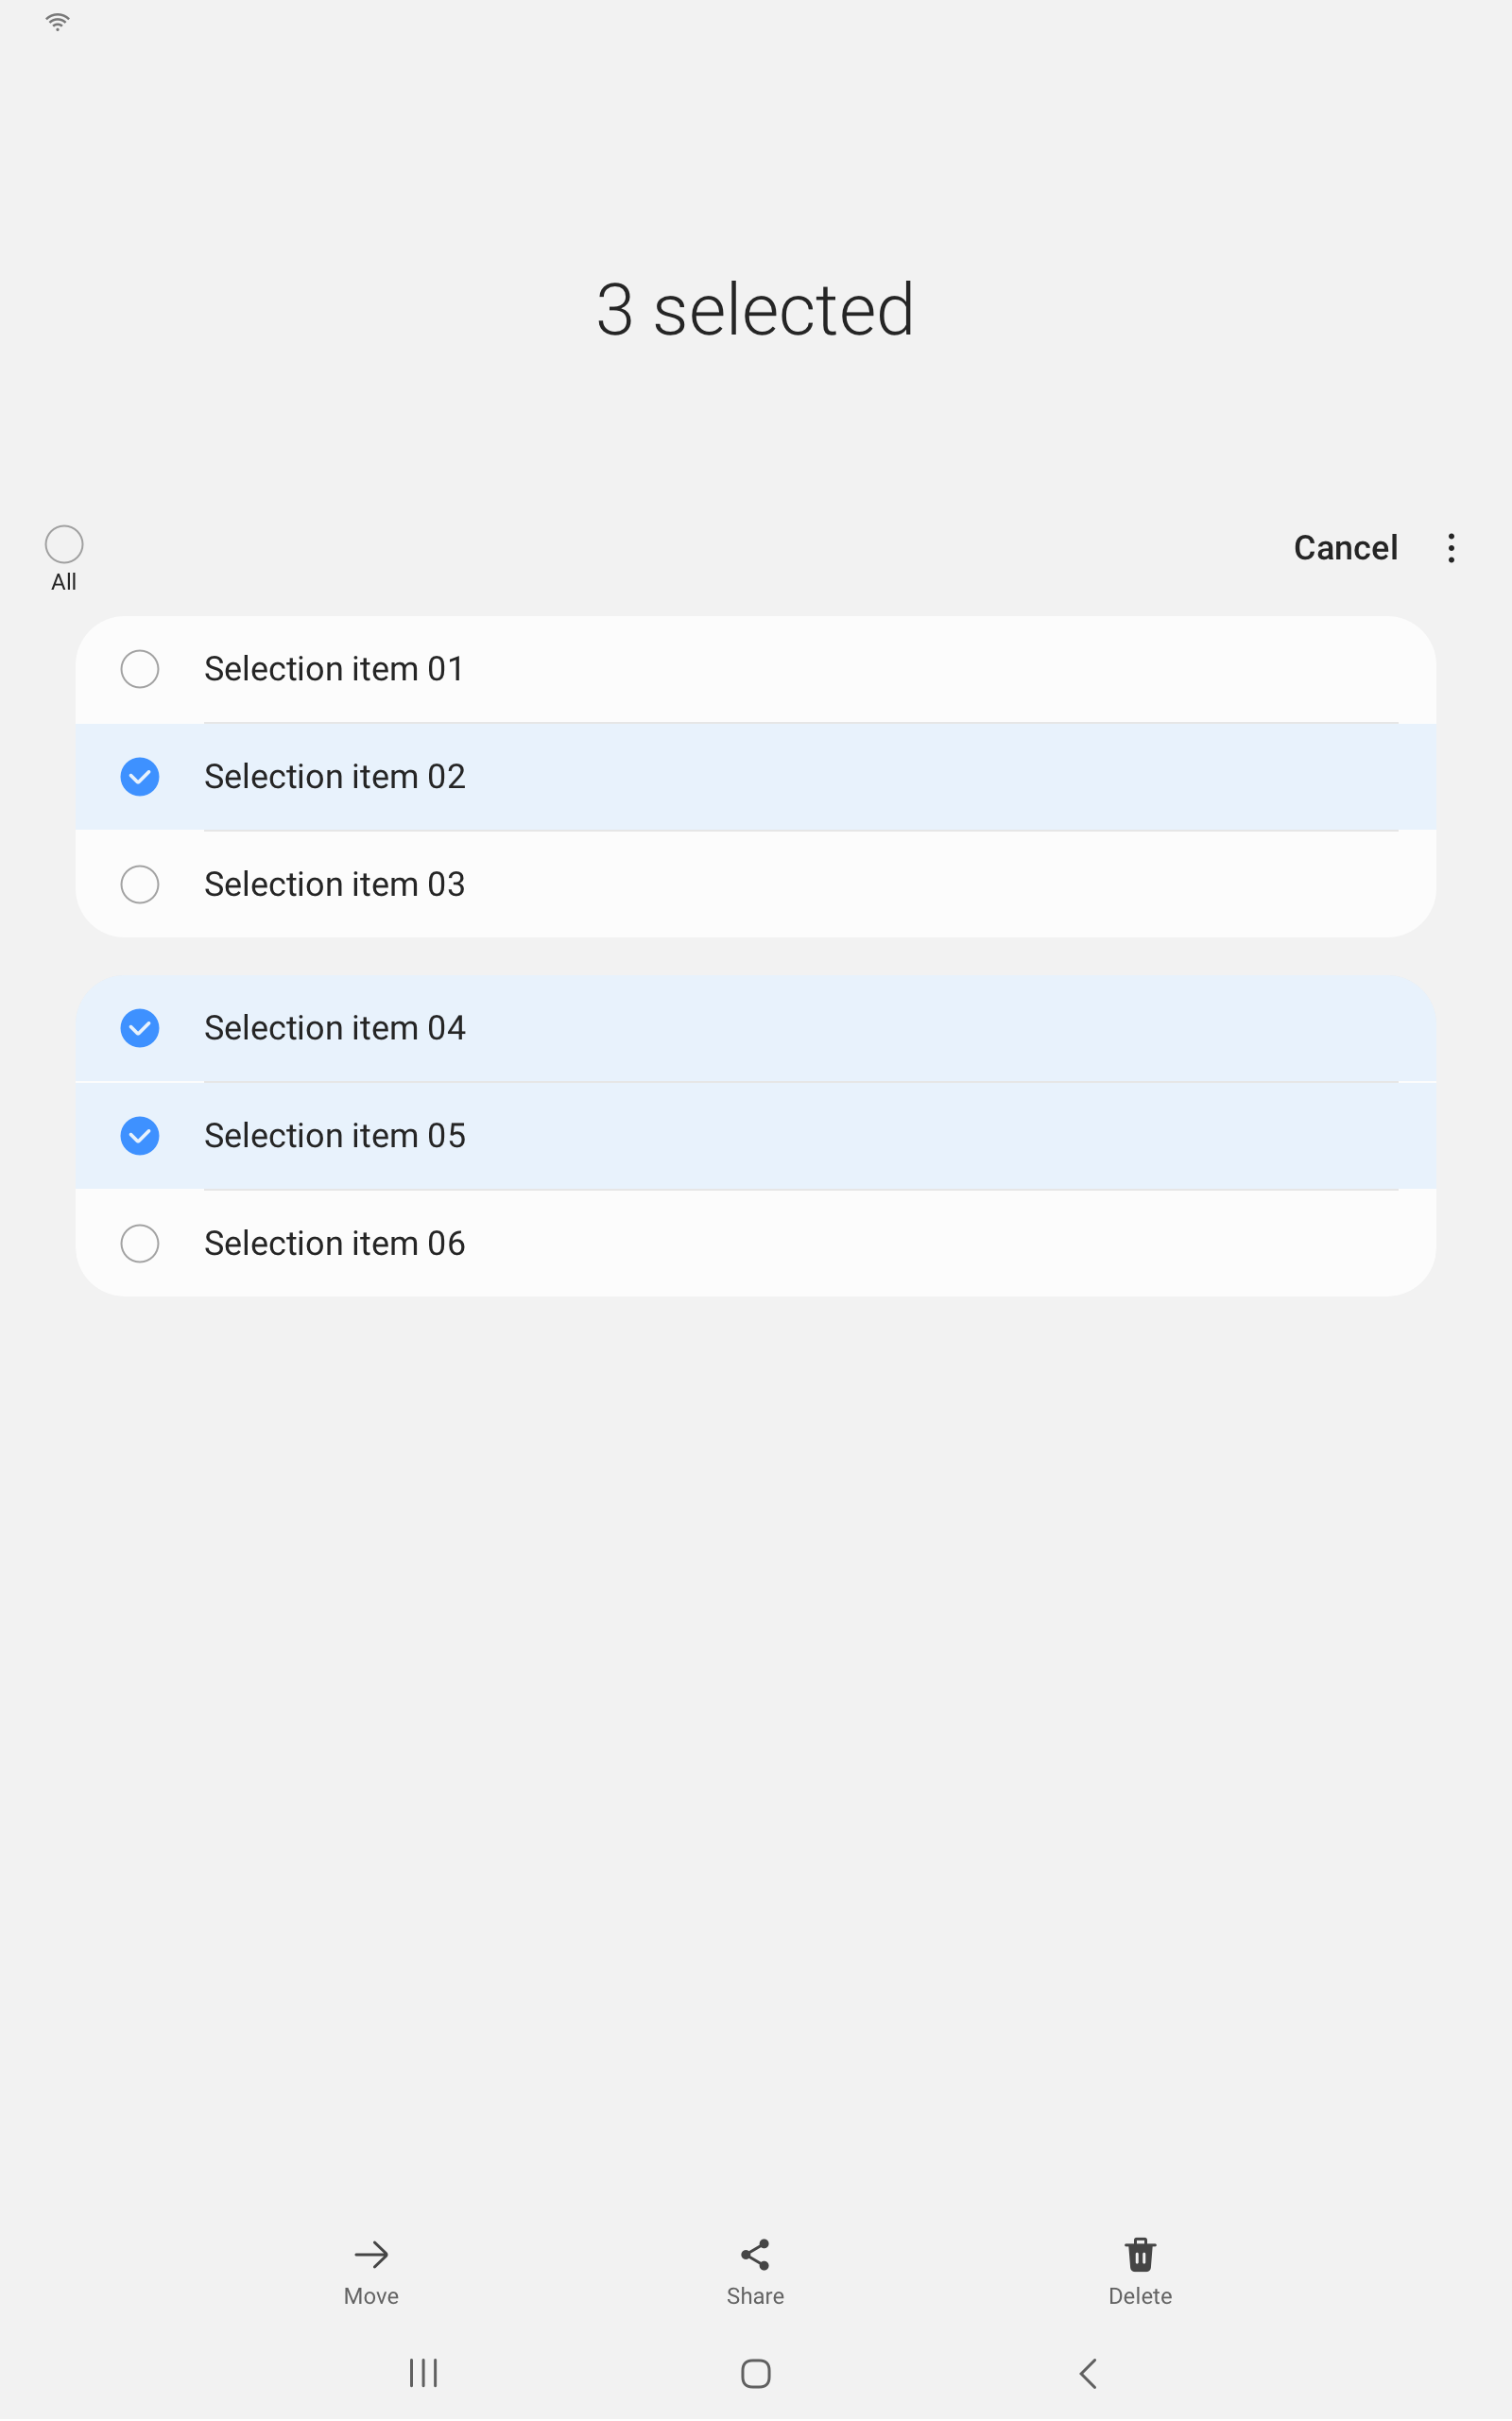 3 selected
All
Cancel
Selection item 01
Selection item 02
Selection item 03
Selection item 04
Selection item 05
Selection item 06
Move
Share
Delete